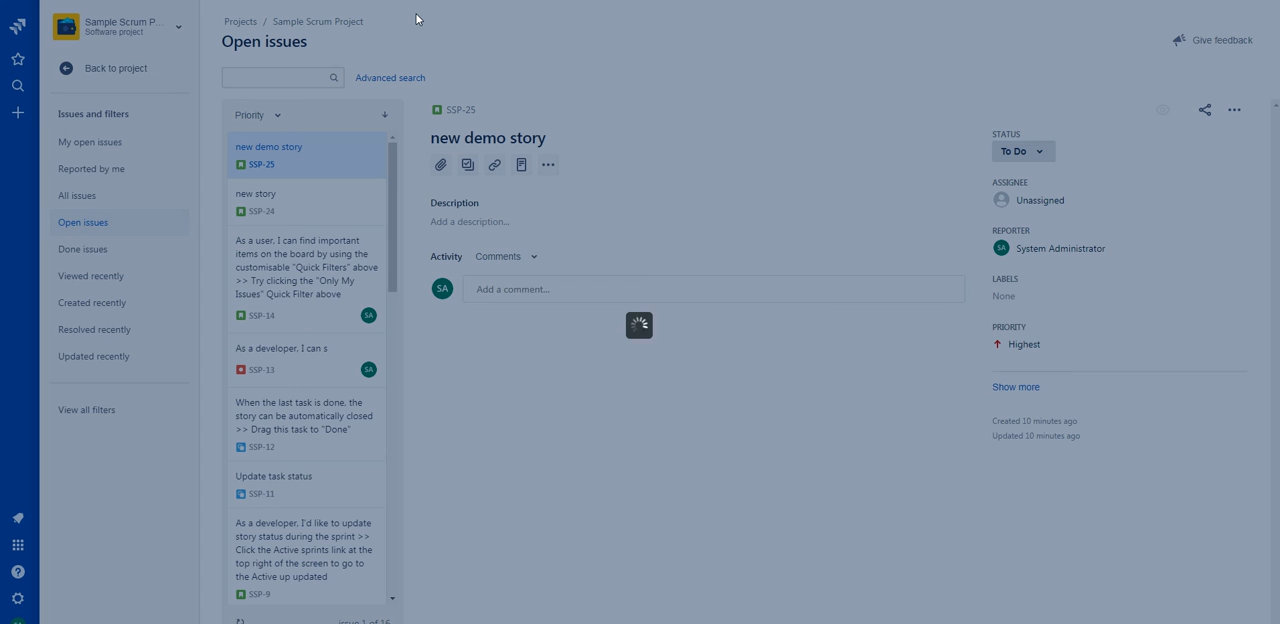 Sample Scrum P...
Software project
Back to project
Issues and filters
My open issues
Reported by me
All issues
Open issues
Done issues
Viewed recently
Created recently
Resolved recently
Updated recently
View all filters
Projects / Sample Scrum Project
Open issues
Give feedback
Advanced search
Priority
new demo story
SSP-25
new story
SSP-24
As a user, I can find important
items on the board by using the
customisable "Quick Filters" above
>> Try clicking the "Only My
Issues" Quick Filter above
SSP-14
SA
As a developer, I can s
SSP-13
SA
When the last task is done, the
story can be automatically closed
>> Drag this task to "Done"
SSP-12
Update task status
SSP-11
As a developer, I'd like to update
story status during the sprint >>
Click the Active sprints link at the
top right of the screen to go to
the Active up updated
SSP-9
issue 1 of 16
SSP-25
new demo story
Description
Add a description...
Activity Comments
SA
Add a comment...
STATUS
To Do
ASSIGNEE
Unassigned
REPORTER
SA System Administrator
LABELS
None
PRIORITY
Highest
Show more
Created 10 minutes ago
Updated 10 minutes ago